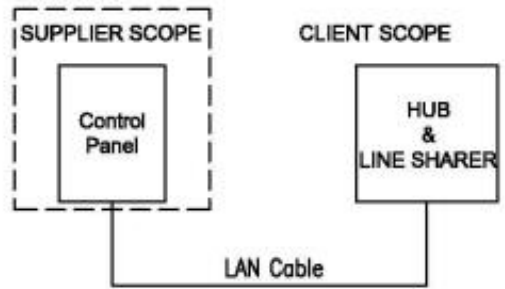 SUPPLIER SCOPE
CLIENT SCOPE
Control
Panel
HUB
&
LINE SHARER
LAN Cable